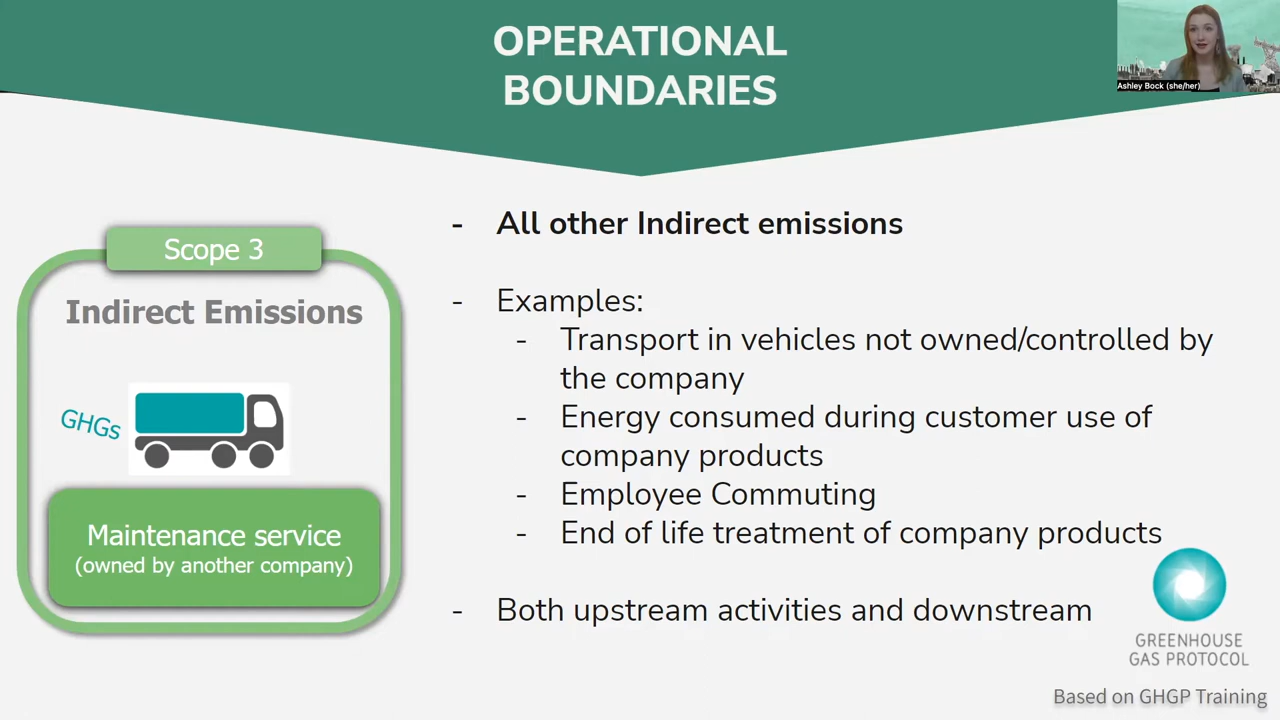 OPERATIONAL
BOUNDARIES
Ashley Bock (she/her)
Scope 3
Indirect Emissions
GHGs
Maintenance service
(owned by another company)
- All other Indirect emissions
- Examples:
- Transport in vehicles not owned/controlled by
the company
- Energy consumed during customer use of
company products
- Employee Commuting
- End of life treatment of company products
- Both upstream activities and downstream
GREENHOUSE
GAS PROTOCOL
Based on GHGP Training